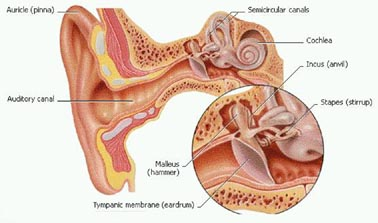 Auricle (pinna)
Semicircular canals
Cochlea
Incus (anvil)
Auditory canal
Stapes (stirrup)
Malleus
(hammer)
Tympanic membrane (eardrum)